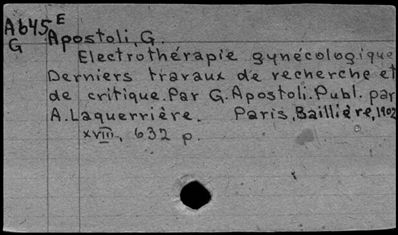 A645E
G Apostoli, G.
Electrothérapie gynécologique
Derniers travaux de recherche et
de critique. Par G. Apostoli. Publ. par
A. Laquerrière. Paris, Baillière, 1902
xviii, 632 p.